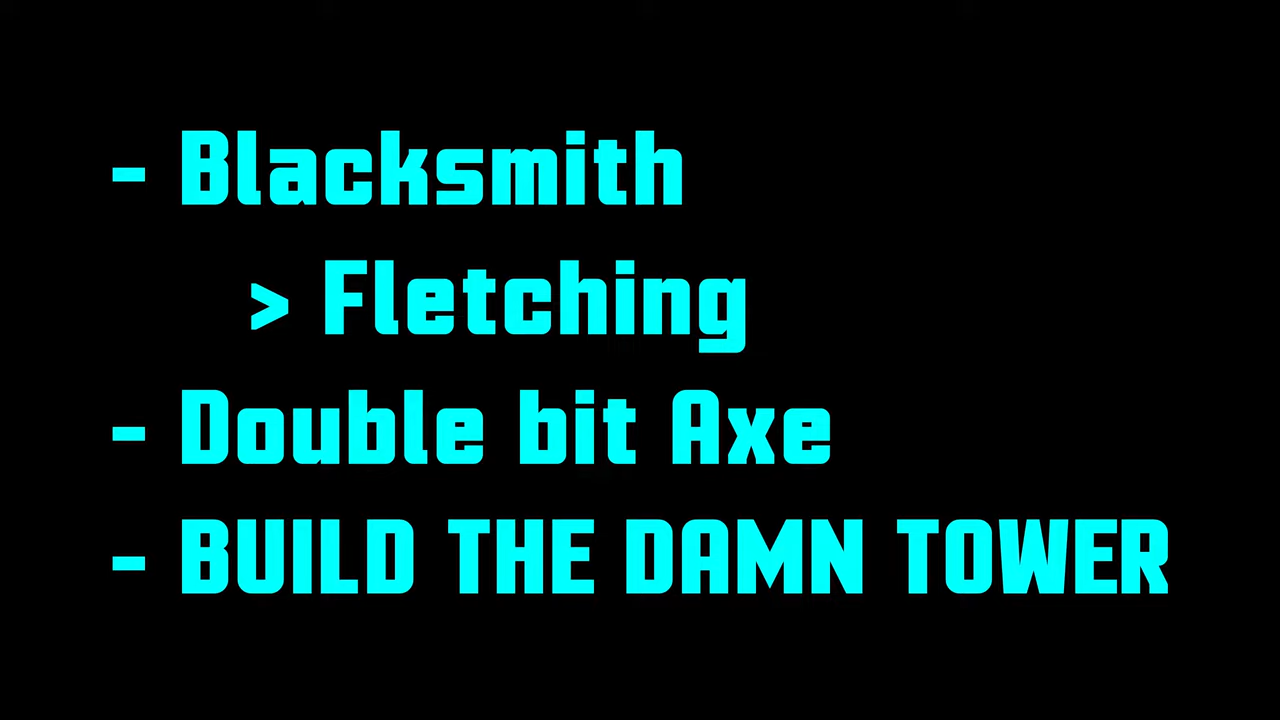 - Blacksmith
> Fletching
- Double bit Axe
- BUILD THE DAMN TOWER